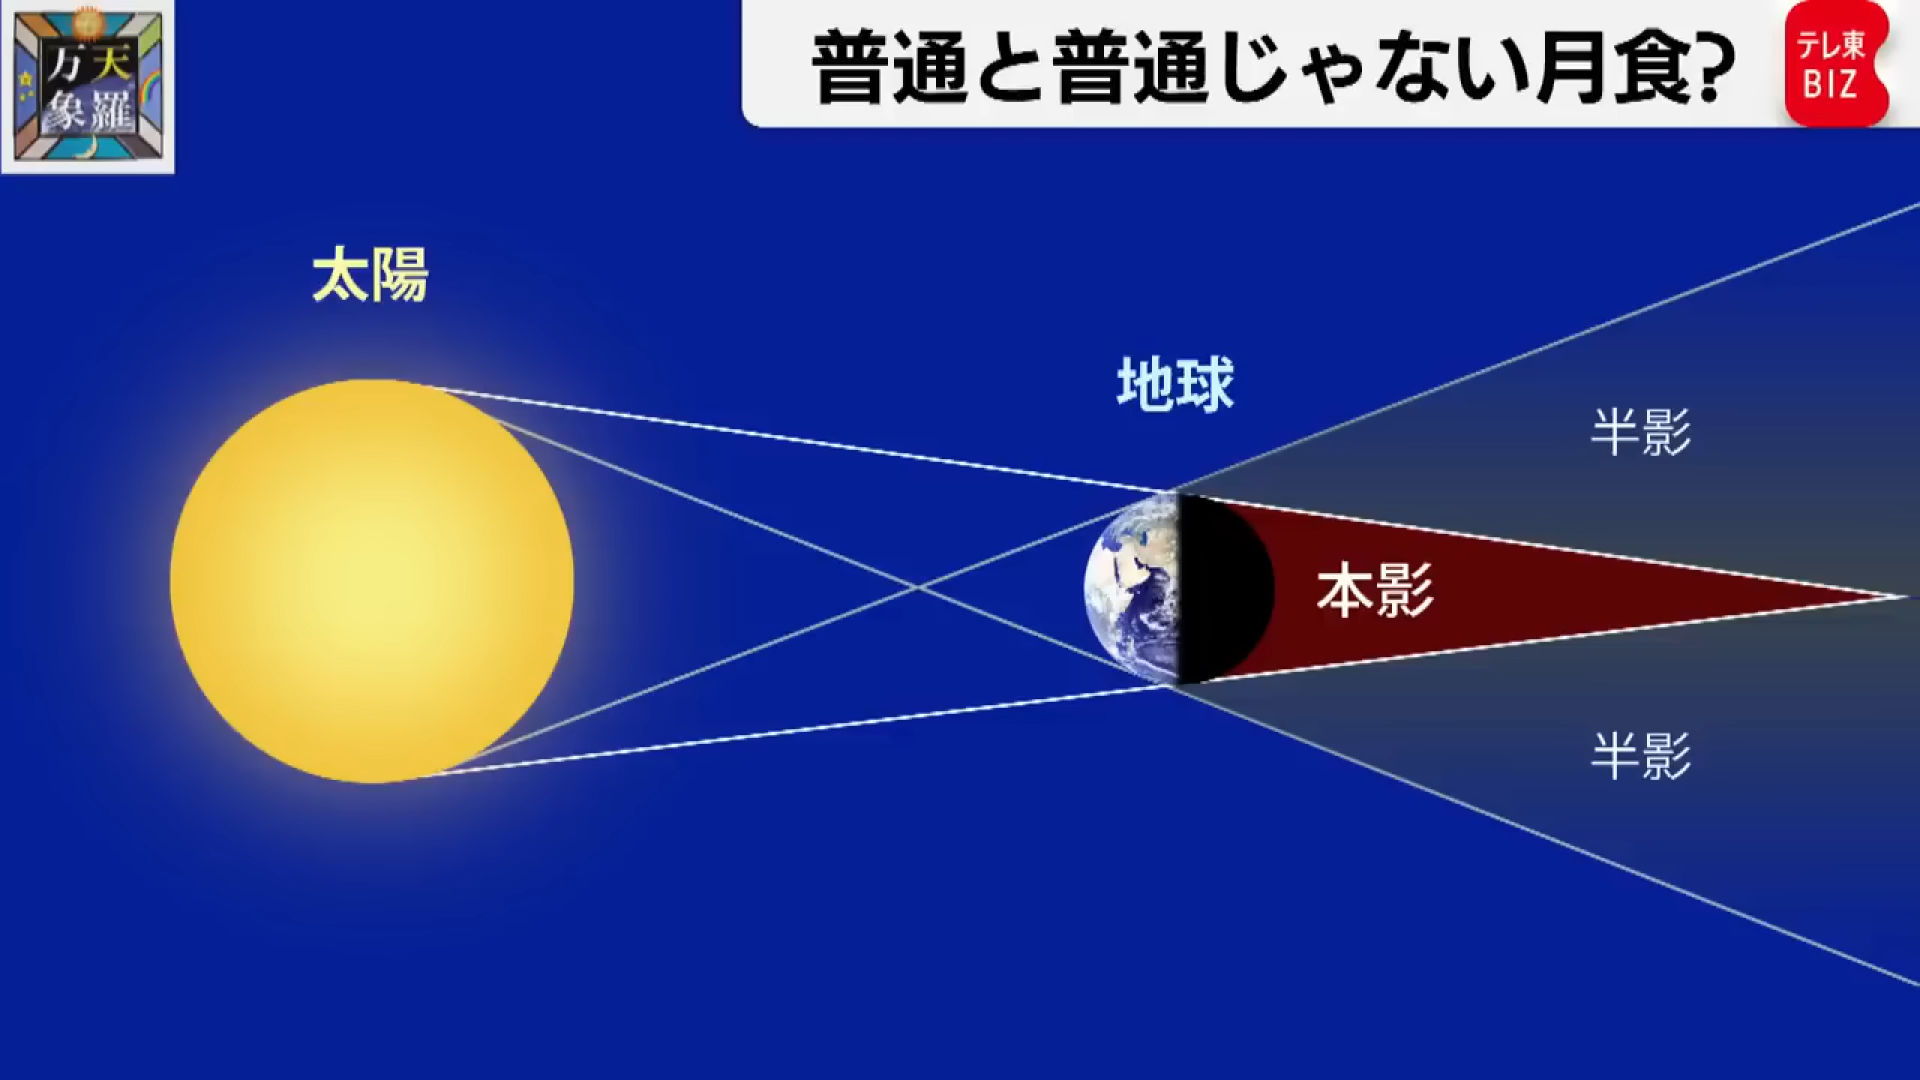 天羅
万象
普通と普通じゃない月食?
テレ東
BIZ
太陽
地球
半影
本影
半影